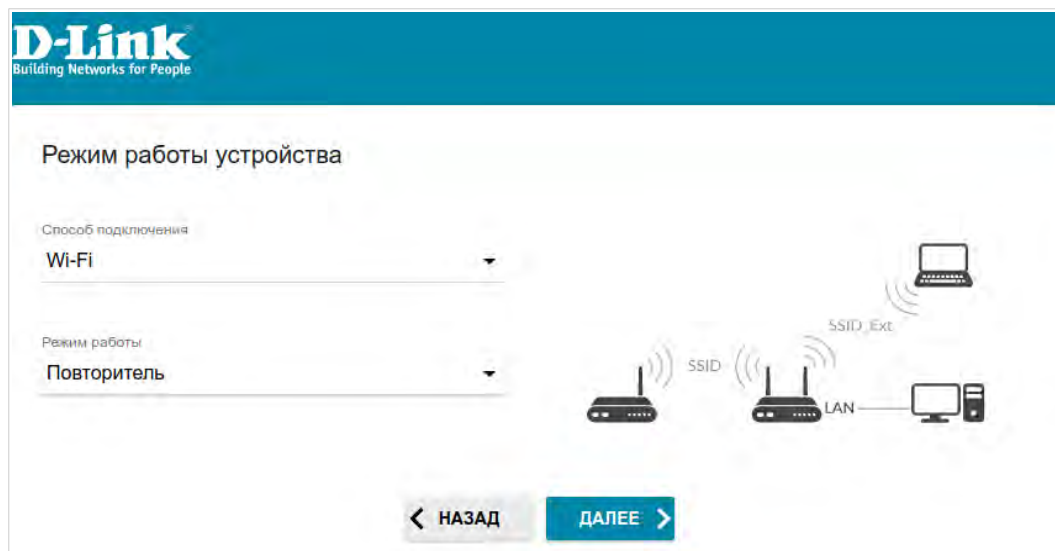 D-Link
Building Networks for People
Режим работы устройства
Способ подключения
Wi-Fi
Режим работы
Повторитель
SSID
SSID_Ext
LAN
НАЗАД
ДАЛЕЕ